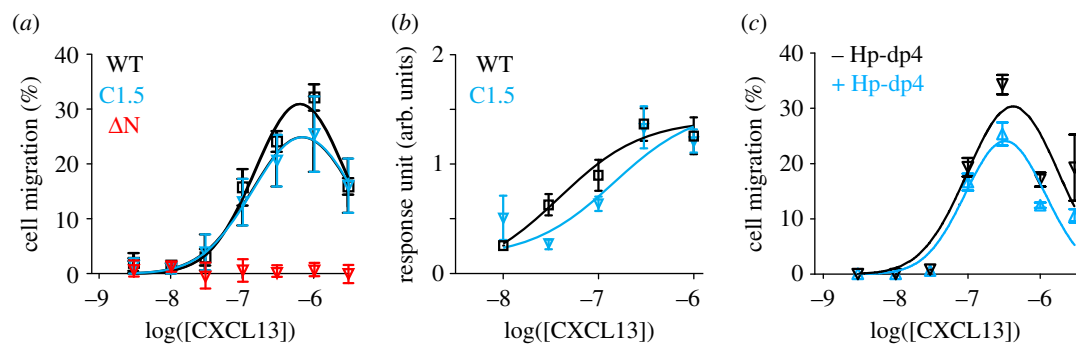 (a)
WT
C1.5
ΔN
cell migration (%)
40
30
20
10
0
–9
–8
–7
–6
log([CXCL13])
(b)
WT
C1.5
response unit (arb. units)
2
1
0
–8
–7
–6
log([CXCL13])
(c)
– Hp-dp4
+ Hp-dp4
cell migration (%)
40
30
20
10
0
–9
–8
–7
–6
log([CXCL13])